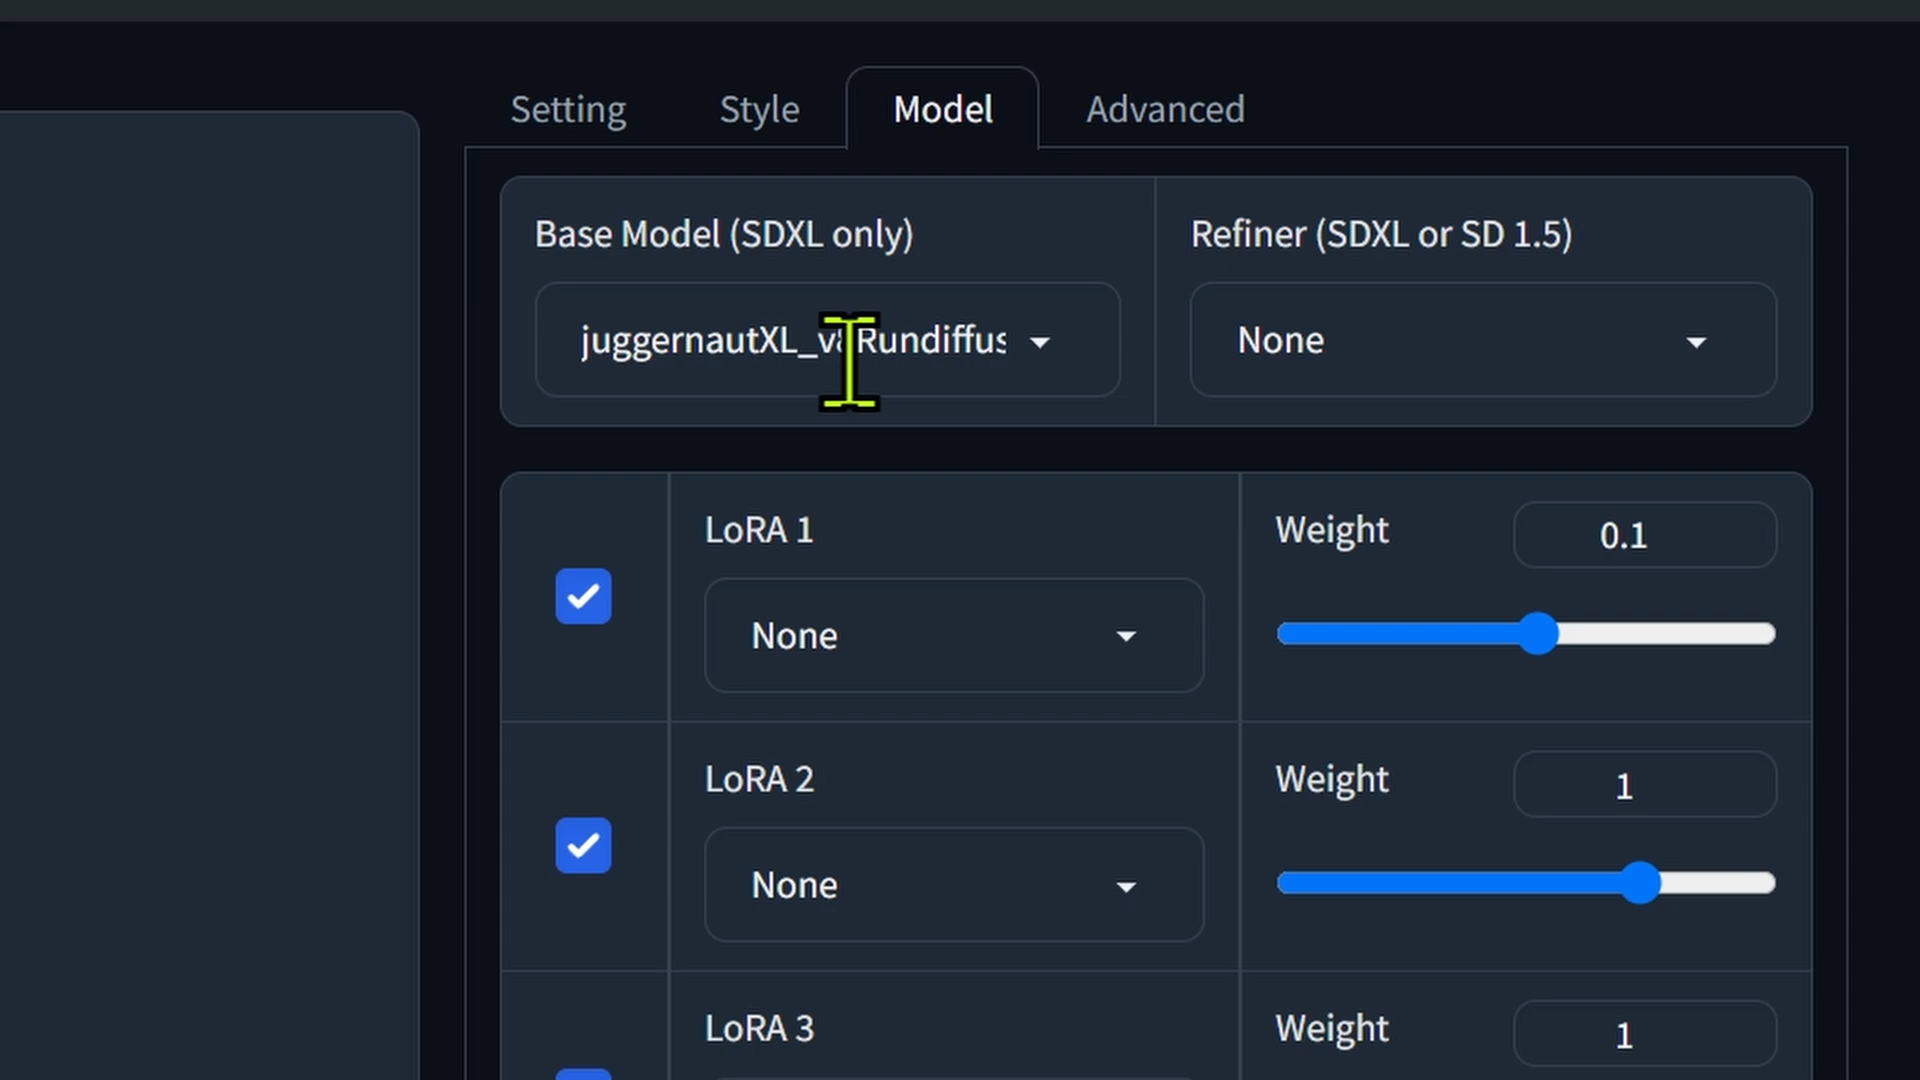 Setting Style Model Advanced
Base Model (SDXL only) Refiner (SDXL or SD 1.5)
None
LoRA 1 Weight 0.1
None
LoRA 2 Weight 1
None
LoRA 3 Weight 1